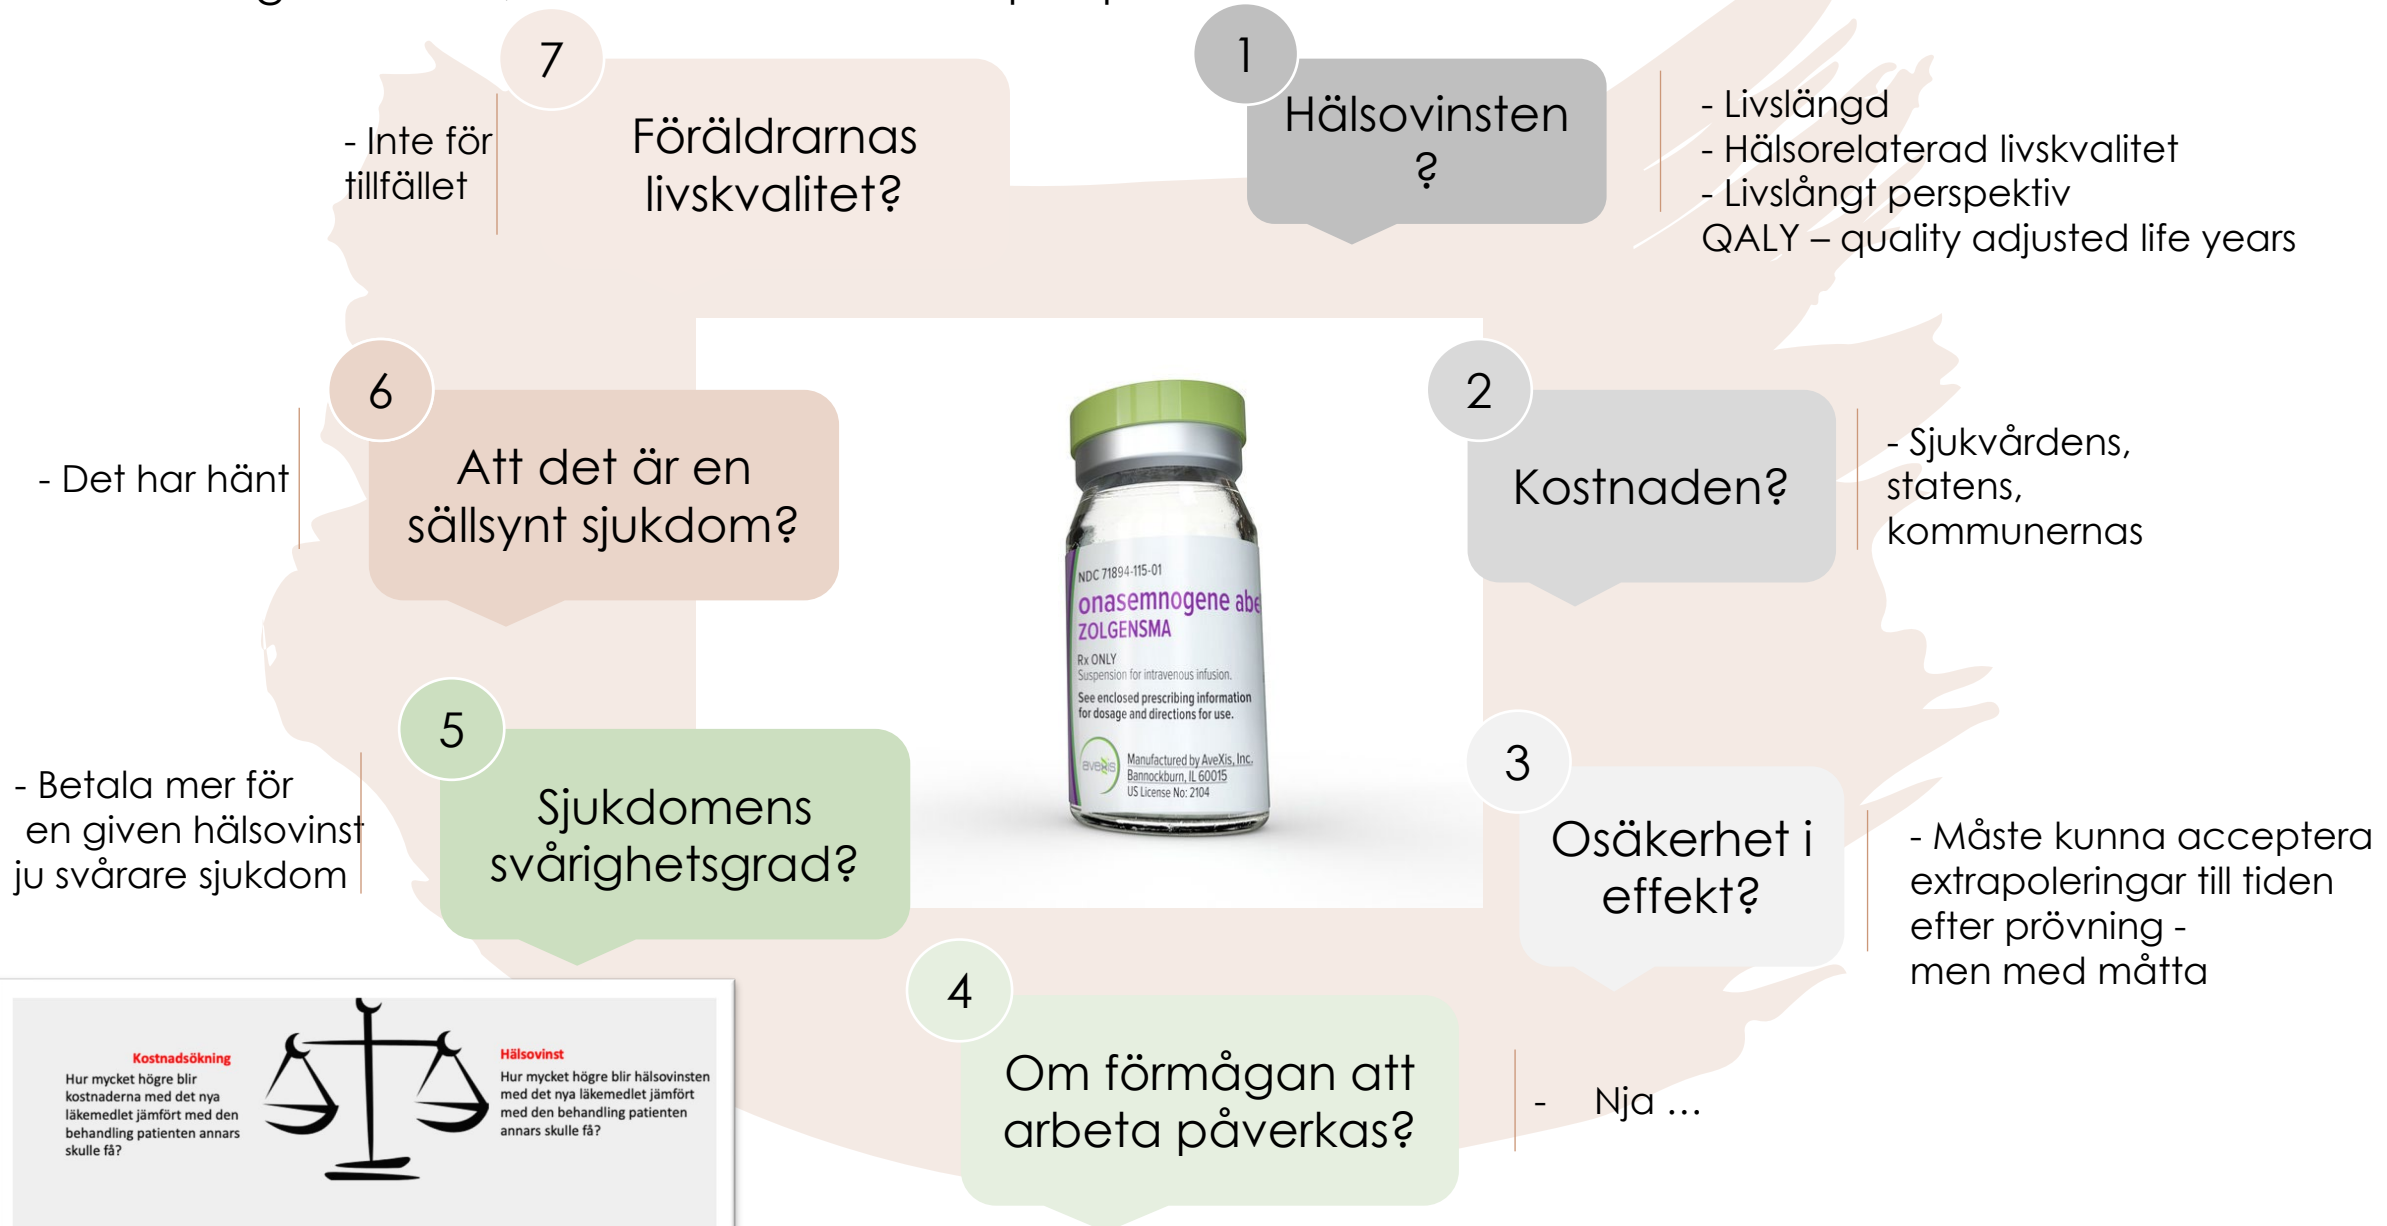 7
Föräldrarnas
livskvalitet?
- Inte för
tillfället
1
Hälsovinsten
?
- Livslängd
- Hälsorelaterad livskvalitet
- Livslångt perspektiv
QALY – quality adjusted life years
6
Att det är en
sällsynt sjukdom?
- Det har hänt
2
Kostnaden?
- Sjukvårdens,
statens,
kommunernas
NDC 71894-115-01
onasemnogene abe
ZOLGENSMA
Rx ONLY
Suspension for intravenous infusion.
See enclosed prescribing information
for dosage and directions for use.
avexis
Manufactured by AveXis, Inc.
Bannockburn, IL 60015
US License No: 2104
5
Sjukdomens
svårighetsgrad?
- Betala mer för
en given hälsovinst
ju svårare sjukdom
3
Osäkerhet i
effekt?
- Måste kunna acceptera
extrapoleringar till tiden
efter prövning -
men med måtta
4
Om förmågan att
arbeta påverkas?
- Nja ...
Kostnadsökning
Hur mycket högre blir
kostnaderna med det nya
läkemedlet jämfört med den
behandling patienten annars
skulle få?
Hälsovinst
Hur mycket högre blir hälsovinsten
med det nya läkemedlet jämfört
med den behandling patienten
annars skulle få?